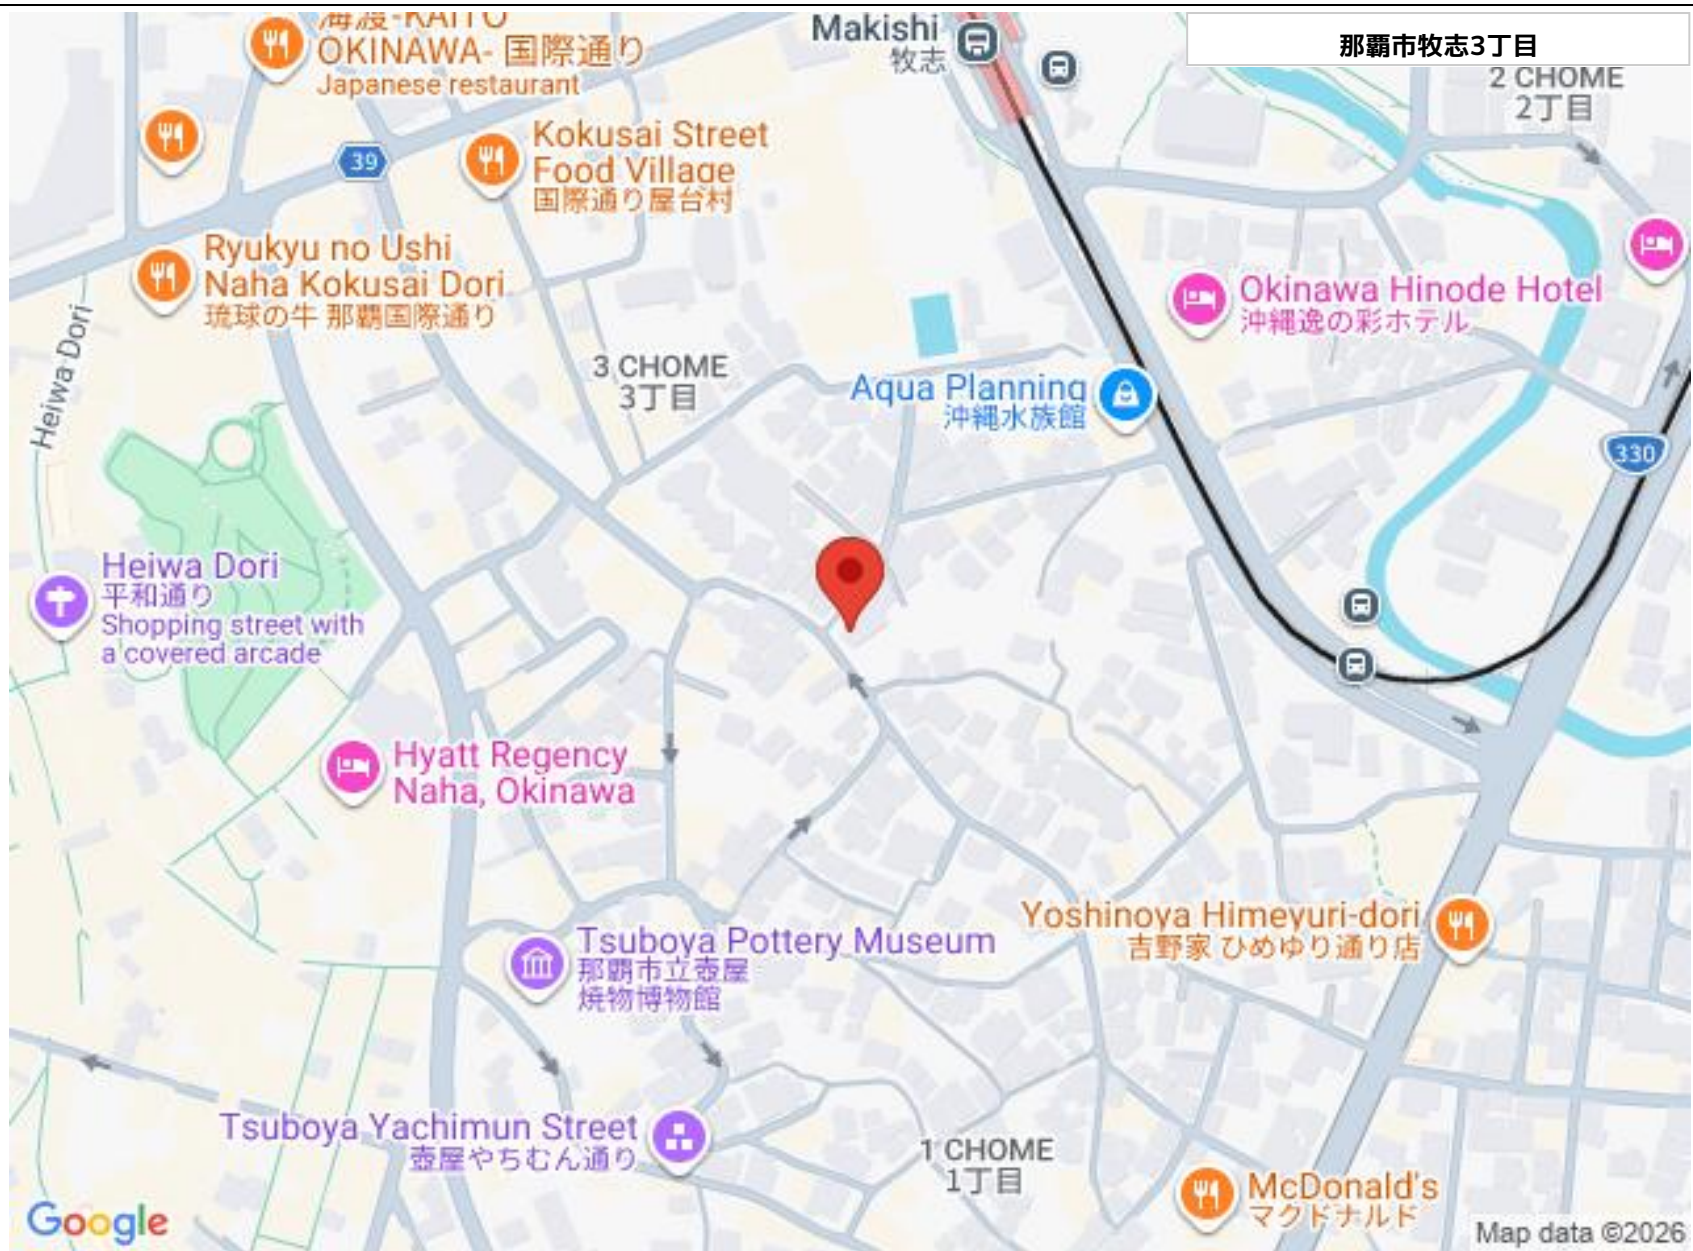 海渡-KAITO
OKINAWA- 国際通り
Japanese restaurant
Makishi
牧志
那覇市牧志3丁目
2 CHOME
2丁目
39
Kokusai Street
Food Village
国際通り屋台村
Ryukyu no Ushi
Naha Kokusai Dori
琉球の牛 那覇国際通り
Okinawa Hinode Hotel
沖縄逸の彩ホテル
Heiwa Dori
3 CHOME
3丁目
Aqua Planning
沖縄水族館
330
Heiwa Dori
平和通り
Shopping street with
a covered arcade
Hyatt Regency
Naha, Okinawa
Yoshinoya Himeyuri-dori
吉野家 ひめゆり通り店
Tsuboya Pottery Museum
那覇市立壺屋
焼物博物館
Tsuboya Yachimun Street
壺屋やちむん通り
1 CHOME
1丁目
McDonald's
マクドナルド
Google
Map data ©2026